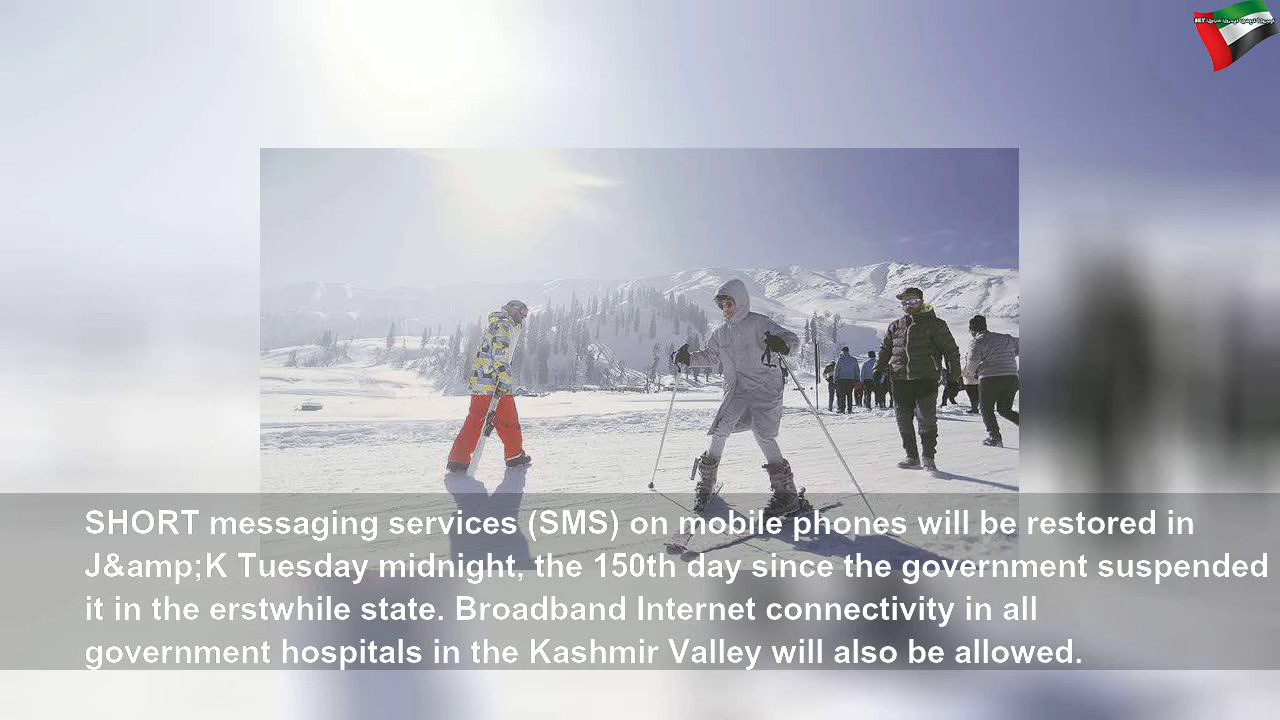 SHORT messaging services (SMS) on mobile phones will be restored in
J&amp;K Tuesday midnight, the 150th day since the government suspended
it in the erstwhile state. Broadband Internet connectivity in all
government hospitals in the Kashmir Valley will also be allowed.